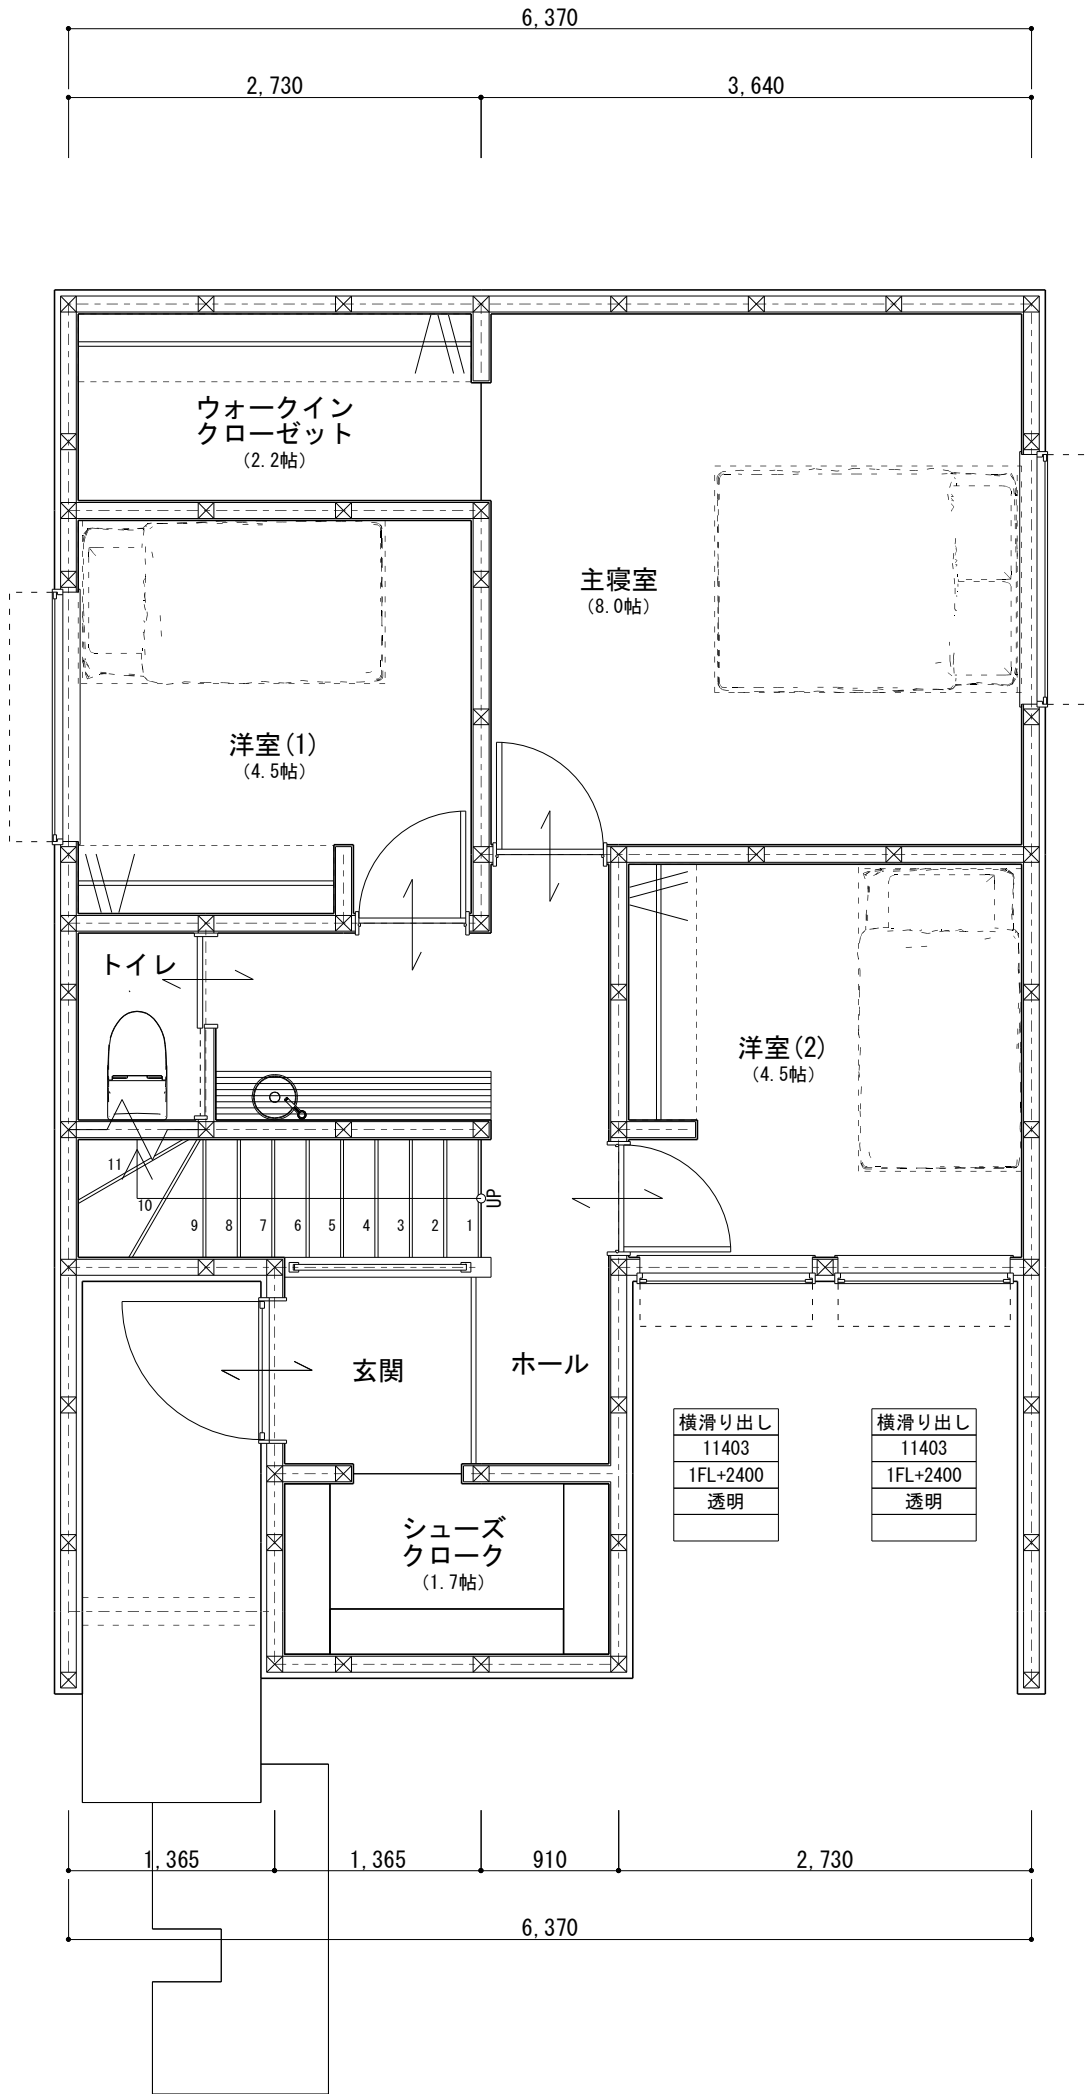 6,370
2,730
3,640
ウォークイン
クローゼット
(2.2帖)
主寝室
(8.0帖)
洋室(1)
(4.5帖)
トイレ
洋室(2)
(4.5帖)
11
10
9
8
7
6
5
4
3
2
1
UP
玄関
ホール
横滑り出し
11403
1FL+2400
透明
横滑り出し
11403
1FL+2400
透明
シューズ
クローク
(1.7帖)
1,365
1,365
910
2,730
6,370